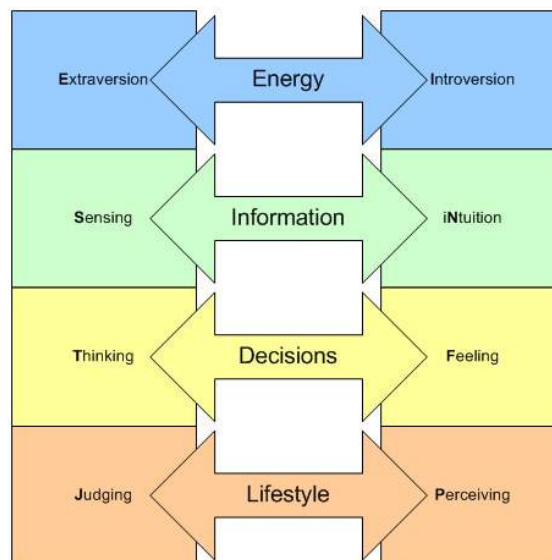 Extraversion Energy Introversion
Sensing Information iNtuition
Thinking Decisions Feeling
Judging Lifestyle Perceiving